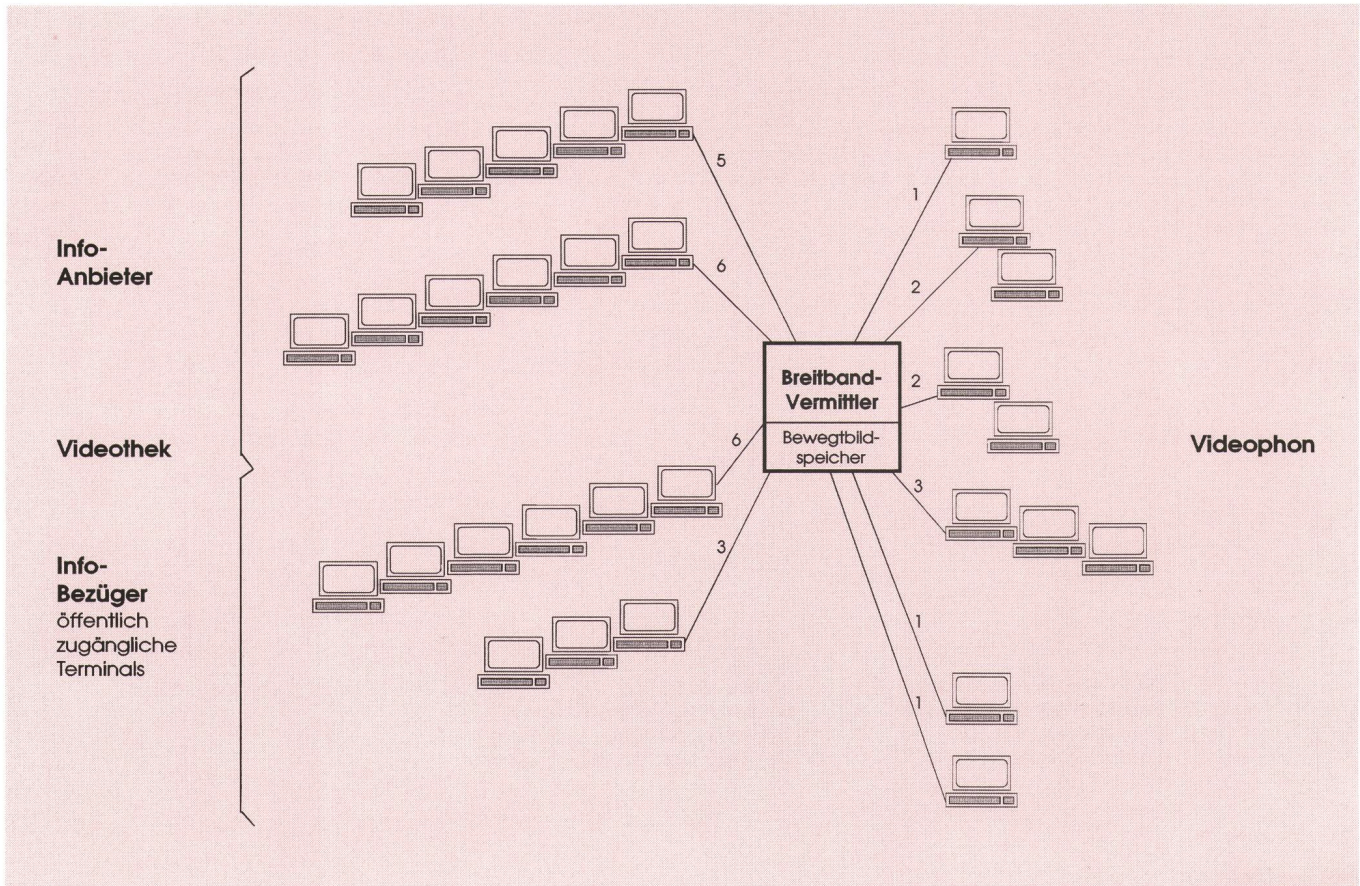 Info-
Anbieter
Videothek
Info-
Bezüger
öffentlich
zugängliche
Terminals
5
6
6
3
Breitband-
Vermittler
Bewegtbild-
speicher
1
2
2
3
1
1
Videophon